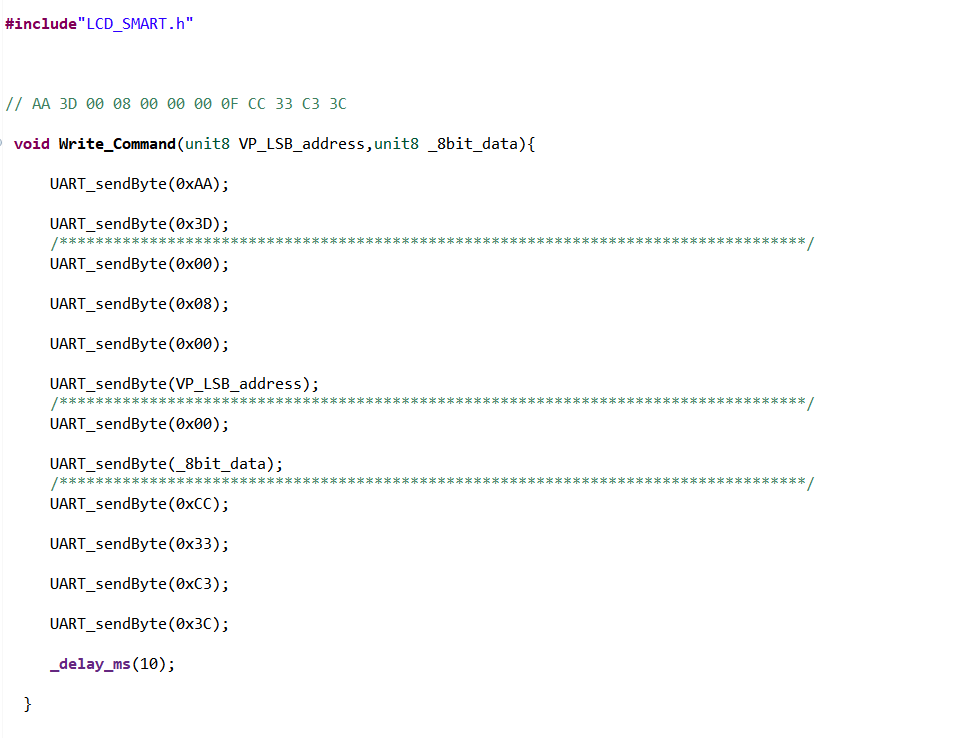 #include"LCD_SMART.h"
// AA 3D 00 08 00 00 00 0F CC 33 C3 3C
void Write_Command(unit8 VP_LSB_address,unit8 _8bit_data){
UART_sendByte(0xAA);
UART_sendByte(0x3D);
/***********************************************************************************/
UART_sendByte(0x00);
UART_sendByte(0x08);
UART_sendByte(0x00);
UART_sendByte(VP_LSB_address);
/***********************************************************************************/
UART_sendByte(0x00);
UART_sendByte(_8bit_data);
/***********************************************************************************/
UART_sendByte(0xCC);
UART_sendByte(0x33);
UART_sendByte(0xC3);
UART_sendByte(0x3C);
_delay_ms(10);
}